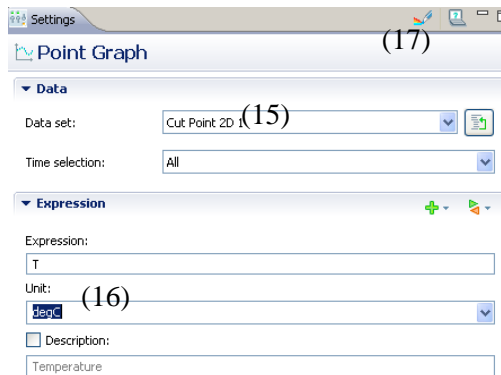 Settings
(17)
Point Graph
Data
Data set: Cut Point 2D 1 (15)
Time selection: All
Expression
Expression:
T
Unit:
(16)
degC
Description:
Temperature